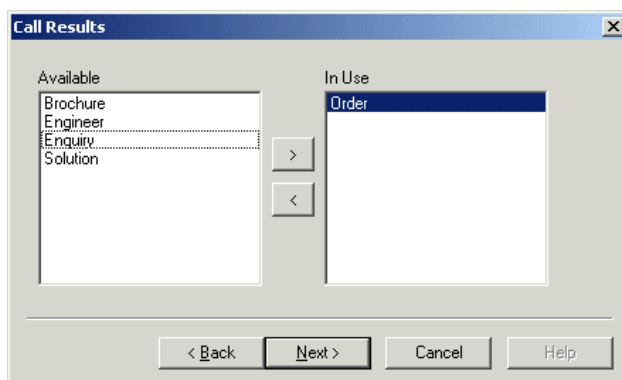 Call Results
Available
In Use
Brochure
Engineer
Enquiry
Solution
Order
>
<
< Back
Next >
Cancel
Help